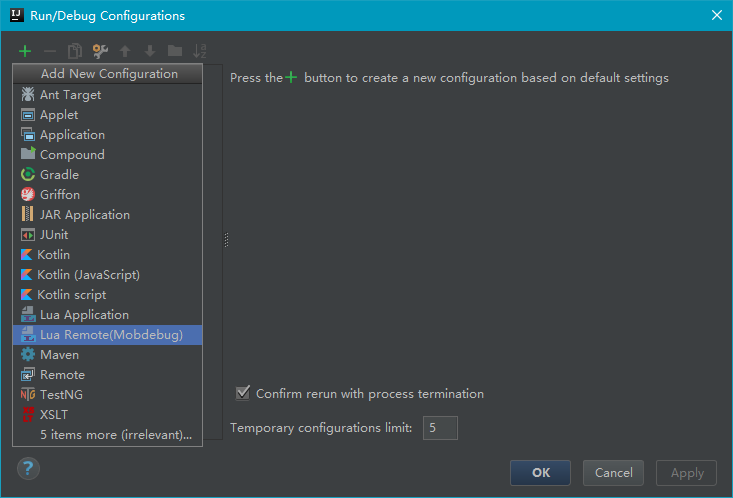 IJ
Run/Debug Configurations
Add New Configuration
Ant Target
Applet
Application
Compound
Gradle
Griffon
JAR Application
JUnit
Kotlin
Kotlin (JavaScript)
Kotlin script
Lua Application
Lua Remote(Mobdebug)
Maven
Remote
TestNG
XSLT
5 items more (irrelevant)...
Press the + button to create a new configuration based on default settings
Confirm rerun with process termination
Temporary configurations limit: 5
?
OK Cancel Apply